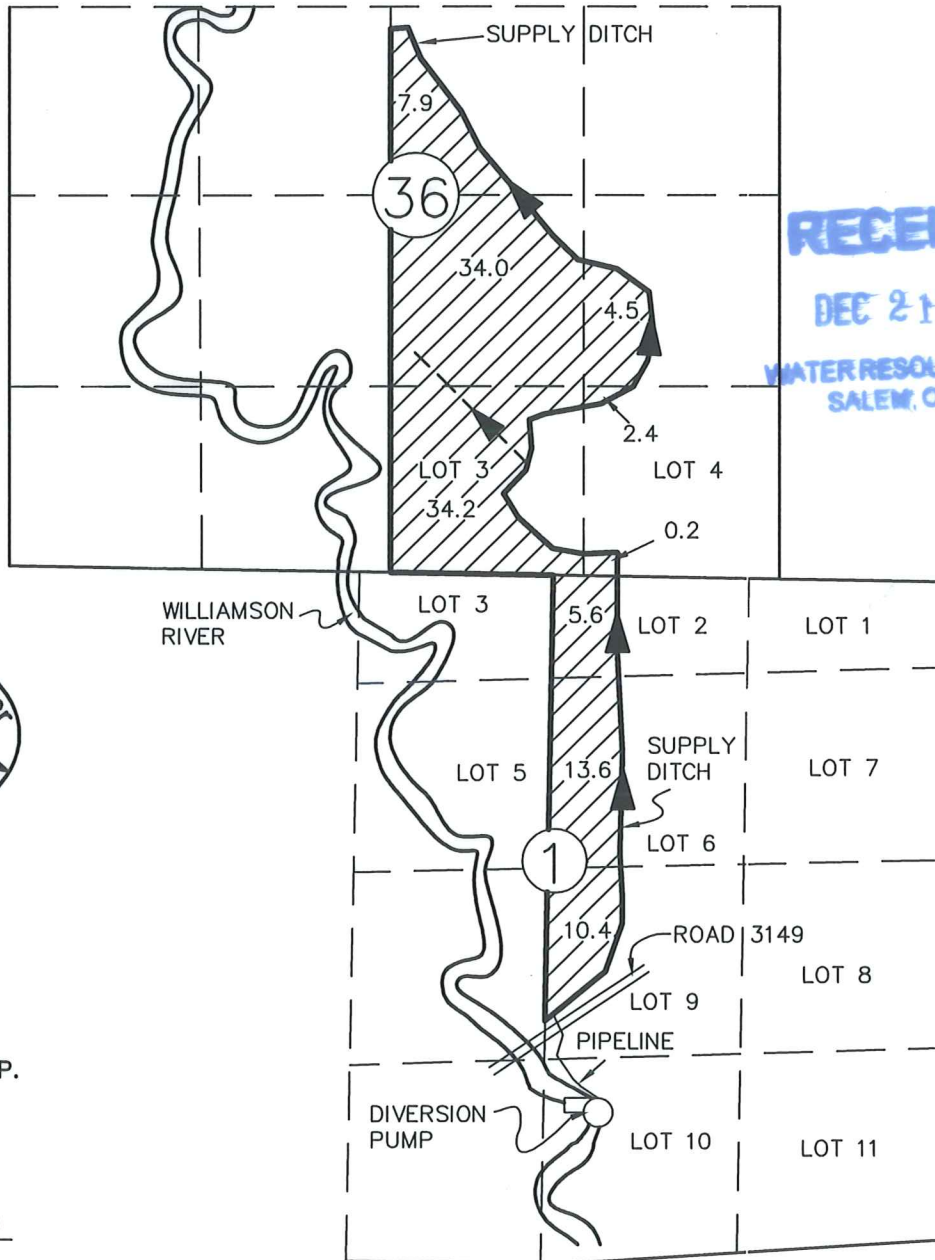 SUPPLY DITCH
7.9
36
34.0
4.5
DEC 21
SALEM,
2.4
LOT 3
LOT 4
34.2
0.2
WILLIAMSON
RIVER
LOT 3
5.6
LOT 2
LOT 1
SUPPLY
DITCH
LOT 5
13.6
LOT 7
LOT 6
1
10.4
ROAD 3149
LOT 8
LOT 9
PIPELINE
P.
DIVERSION
PUMP
LOT 10
LOT 11